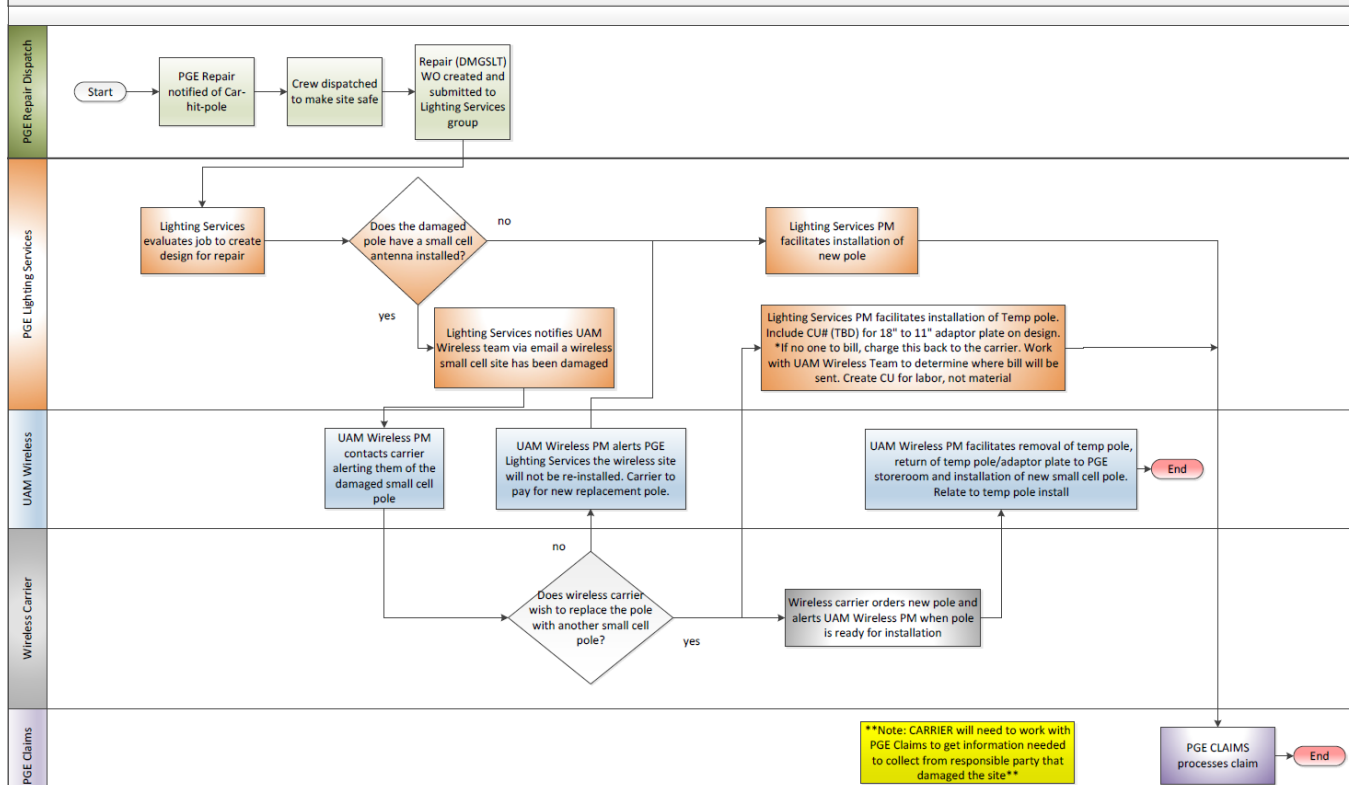 PGE Repair Dispatch
Start
PGE Repair
notified of Car-
hit-pole
Crew dispatched
to make site safe
Repair (DMGSLT)
WO created and
submitted to
Lighting Services
group
PGE Lighting Services
Lighting Services
evaluates job to create
design for repair
Does the damaged
pole have a small cell
antenna installed?
no
yes
Lighting Services PM
facilitates installation of
new pole
Lighting Services notifies UAM
Wireless team via email a wireless
small cell site has been damaged
Lighting Services PM facilitates installation of Temp pole.
Include CU# (TBD) for 18" to 11" adaptor plate on design.
*If no one to bill, charge this back to the carrier. Work
with UAM Wireless Team to determine where bill will be
sent. Create CU for labor, not material
UAM Wireless
UAM Wireless PM
contacts carrier
alerting them of the
damaged small cell
pole
UAM Wireless PM alerts PGE
Lighting Services the wireless site
will not be re-installed. Carrier to
pay for new replacement pole.
UAM Wireless PM facilitates removal of temp pole,
return of temp pole/adaptor plate to PGE
storeroom and installation of new small cell pole.
Relate to temp pole install
End
Wireless Carrier
no
Does wireless carrier
wish to replace the pole
with another small cell
pole?
yes
Wireless carrier orders new pole and
alerts UAM Wireless PM when pole
is ready for installation
PGE Claims
**Note: CARRIER will need to work with
PGE Claims to get information needed
to collect from responsible party that
damaged the site**
PGE CLAIMS
processes claim
End